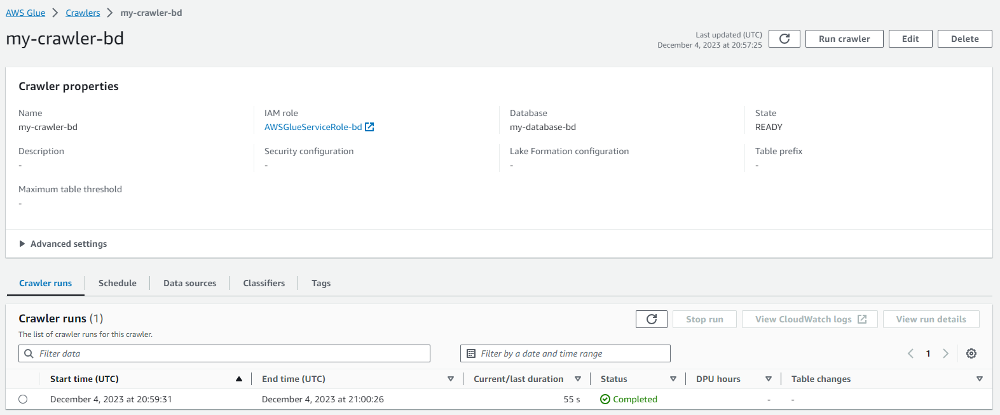 AWS Glue > Crawlers > my-crawler-bd
my-crawler-bd
Last updated (UTC)
December 4, 2023 at 20:57:25
Run crawler
Edit
Delete
Crawler properties
Name
my-crawler-bd
IAM role
AWSGlueServiceRole-bd
Database
my-database-bd
State
READY
Description
-
Security configuration
-
Lake Formation configuration
-
Table prefix
-
Maximum table threshold
-
Advanced settings
Crawler runs
Schedule
Data sources
Classifiers
Tags
Crawler runs (1)
The list of crawler runs for this crawler.
Stop run
View CloudWatch logs
View run details
Filter data
Filter by a date and time range
1
Start time (UTC)
End time (UTC)
Current/last duration
Status
DPU hours
Table changes
December 4, 2023 at 20:59:31
December 4, 2023 at 21:00:26
55 s
Completed
-
-